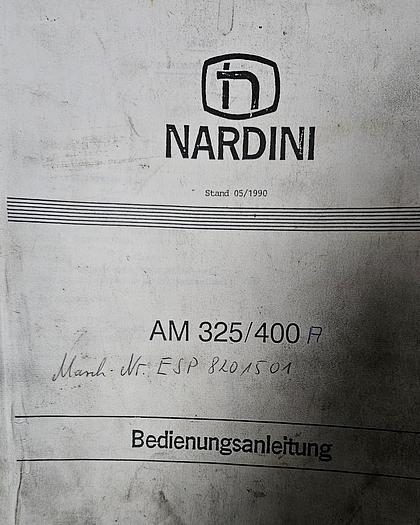 NARDINI
Stand 05/1990
AM 325/400 A
Masch.-Nr. ESP 8201501
Bedienungsanleitung